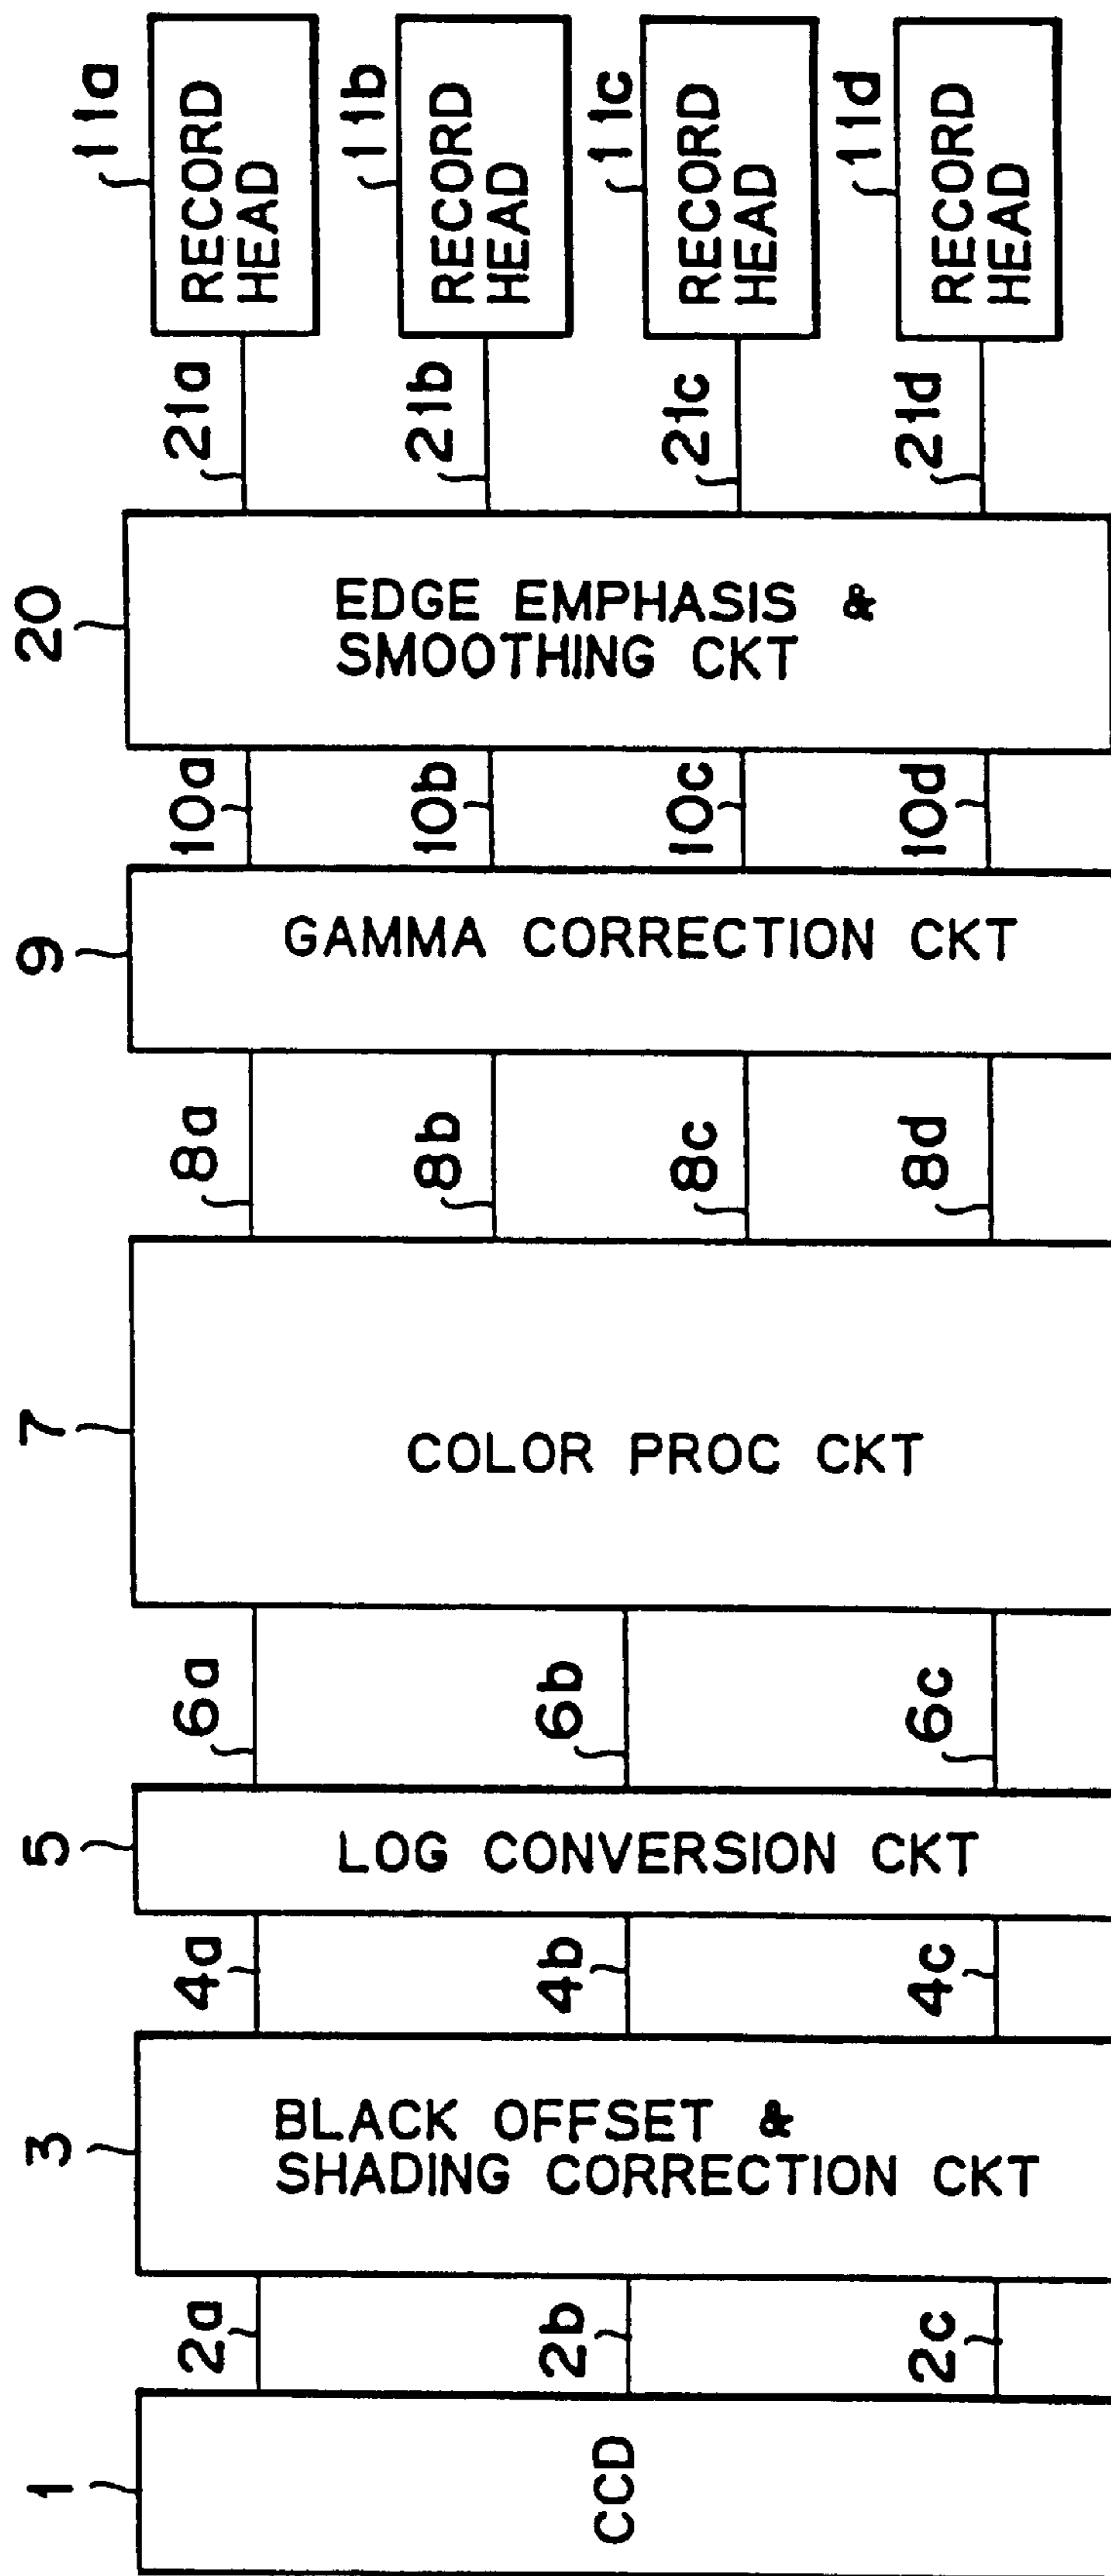 1
CCD
2a
2b
2c
3
BLACK OFFSET &
SHADING CORRECTION CKT
4a
4b
4c
5
LOG CONVERSION CKT
6a
6b
6c
7
COLOR PROC CKT
8a
8b
8c
8d
9
GAMMA CORRECTION CKT
10a
10b
10c
10d
20
EDGE EMPHASIS &
SMOOTHING CKT
21a
21b
21c
21d
11a
RECORD
HEAD
11b
RECORD
HEAD
11c
RECORD
HEAD
11d
RECORD
HEAD